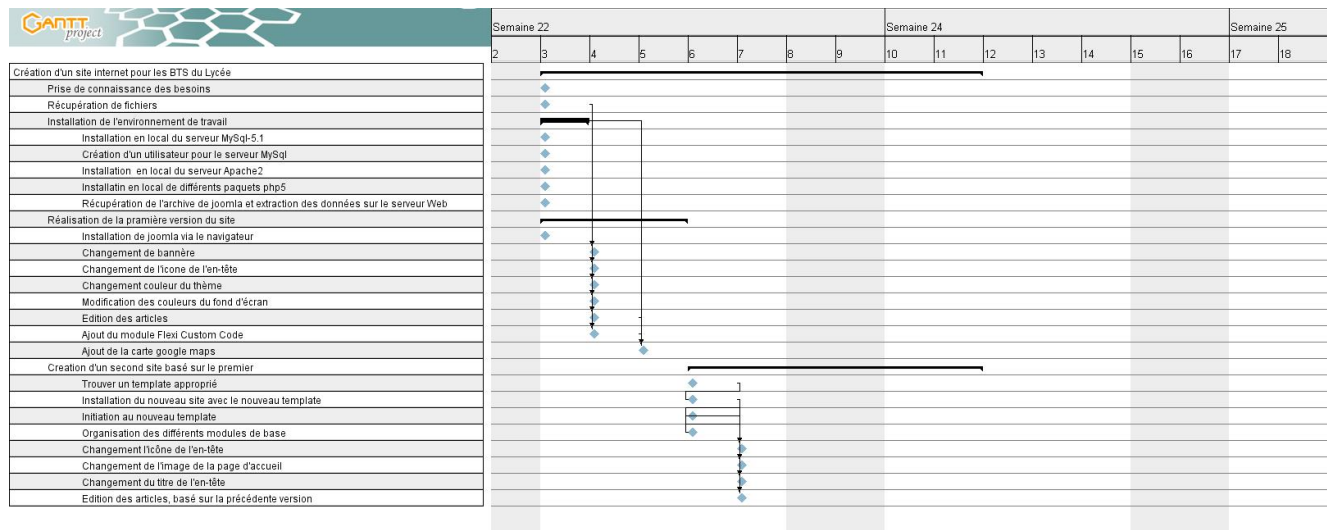 GANTT
project
Semaine 22 Semaine 24 Semaine 25
2 3 4 5 6 7 8 9 10 11 12 13 14 15 16 17 18
Création d'un site internet pour les BTS du Lycée
Prise de connaissance des besoins
Récupération de fichiers
Installation de l'environnement de travail
Installation en local du serveur MySql-5.1
Création d'un utilisateur pour le serveur MySql
Installation en local du serveur Apache2
Installatin en local de différents paquets php5
Récupération de l'archive de joomla et extraction des données sur le serveur Web
Réalisation de la pramière version du site
Installation de joomla via le navigateur
Changement de bannère
Changement de l'icone de l'en-tête
Changement couleur du thème
Modification des couleurs du fond d'écran
Edition des articles
Ajout du module Flexi Custom Code
Ajout de la carte google maps
Creation d'un second site basé sur le premier
Trouver un template approprié
Installation du nouveau site avec le nouveau template
Initiation au nouveau template
Organisation des différents modules de base
Changement l'icône de l'en-tête
Changement de l'image de la page d'accueil
Changement du titre de l'en-tête
Edition des articles, basé sur la précédente version